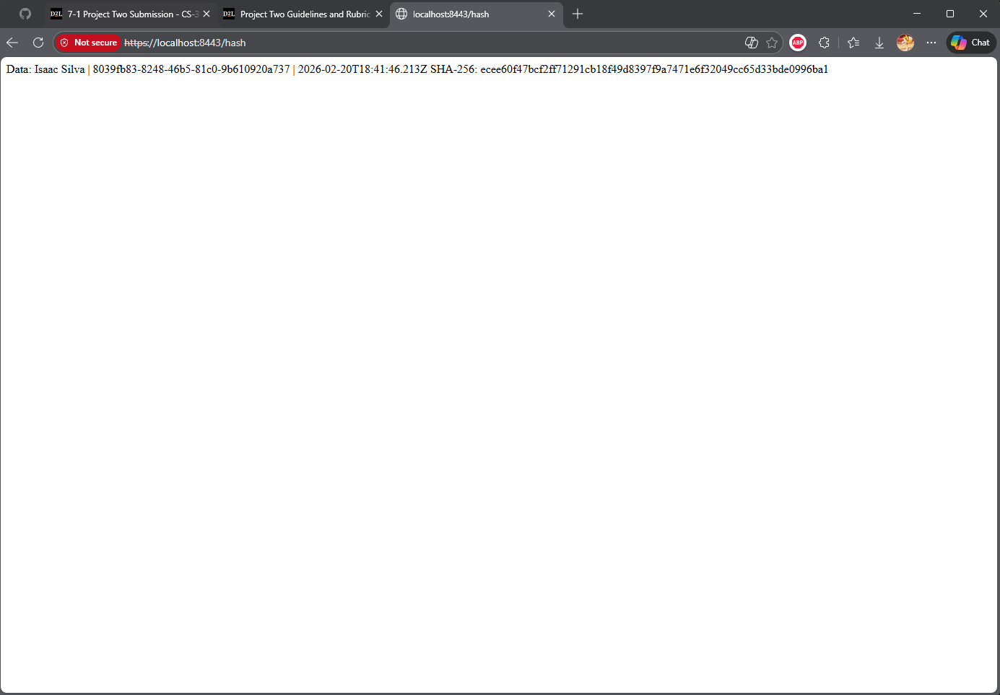 D2L 7-1 Project Two Submission - CS-3
D2L Project Two Guidelines and Rubric
localhost:8443/hash
Not secure https://localhost:8443/hash
ABP
Chat
Data: Isaac Silva | 8039fb83-8248-46b5-81c0-9b610920a737 | 2026-02-20T18:41:46.213Z SHA-256: ecee60f47bcf2ff71291cb18f49d8397f9a7471e6f32049cc65d33bde0996ba1